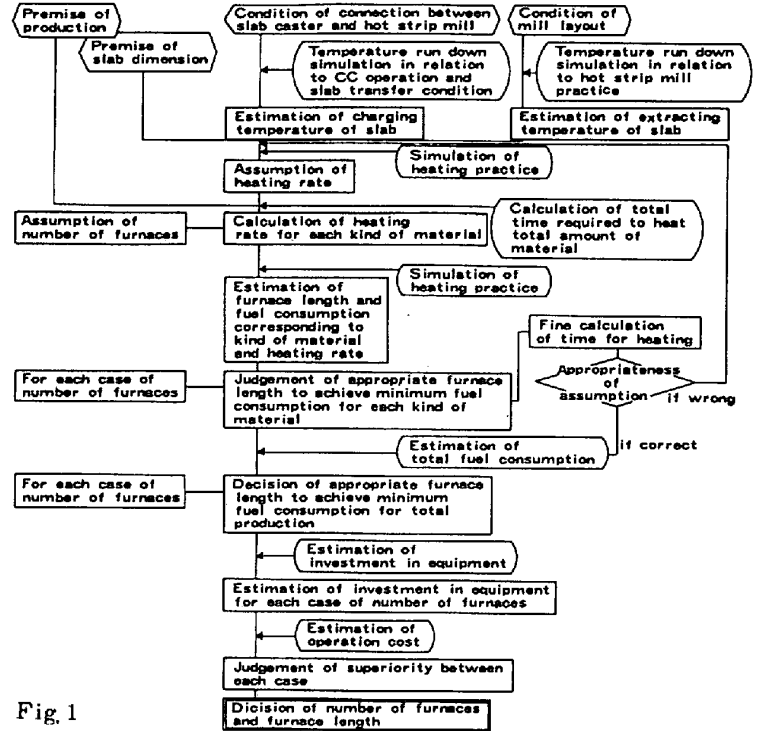 Premise of
production
Premise of
slab dimension
Condition of connection between
slab caster and hot strip mill
Condition of
mill layout
Temperature run down
simulation in relation
to CC operation and
slab transfer condition
Temperature run down
simulation in relation
to hot strip mill
practice
Estimation of charging
temperature of slab
Estimation of extracting
temperature of slab
Simulation of
heating practice
Assumption of
heating rate
Assumption of
number of furnaces
Calculation of heating
rate for each kind of material
Calculation of total
time required to heat
total amount of
material
Simulation of
heating practice
Estimation of
furnace length and
fuel consumption
corresponding to
kind of material
and heating rate
Fine calculation
of time for heating
For each case of
number of furnaces
Judgement of appropriate furnace
length to achieve minimum fuel
consumption for each kind of
material
Appropriateness
of
assumption
if wrong
if correct
Estimation of
total fuel consumption
For each case of
number of furnaces
Decision of appropriate furnace
length to achieve minimum
fuel consumption for total
production
Estimation of
investment in equipment
Estimation of investment in equipment
for each case of number of furnaces
Estimation of
operation cost
Judgement of superiority between
each case
Dicision of number of furnaces
and furnace length
Fig. 1